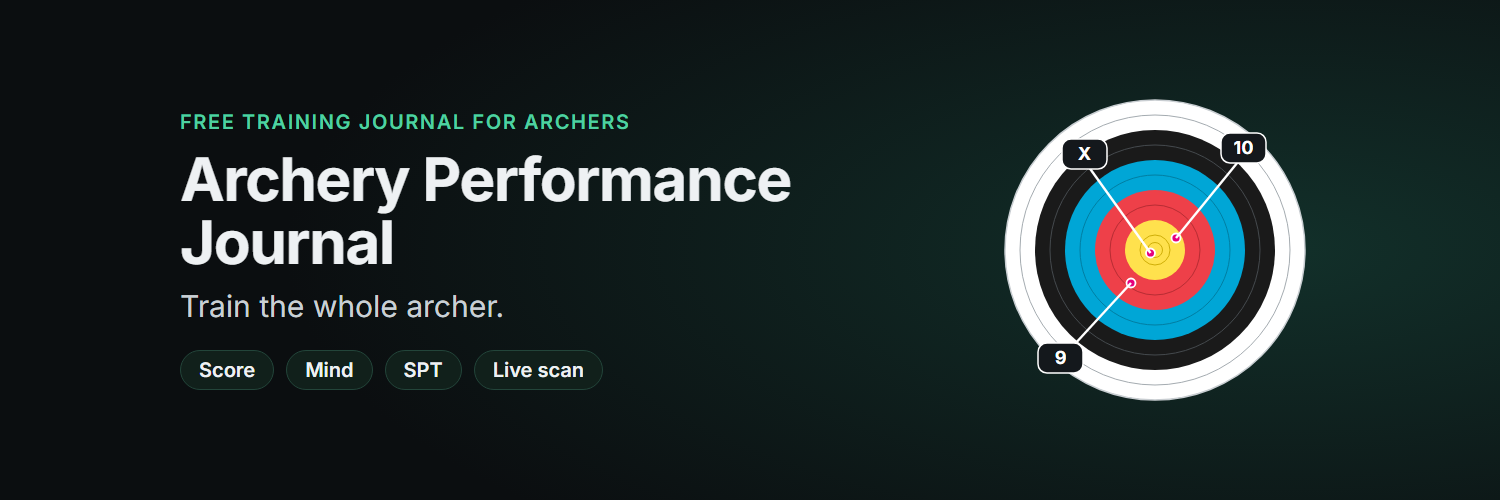 FREE TRAINING JOURNAL FOR ARCHERS
Archery Performance
Journal
Train the whole archer.
Score
Mind
SPT
Live scan
X
10
9